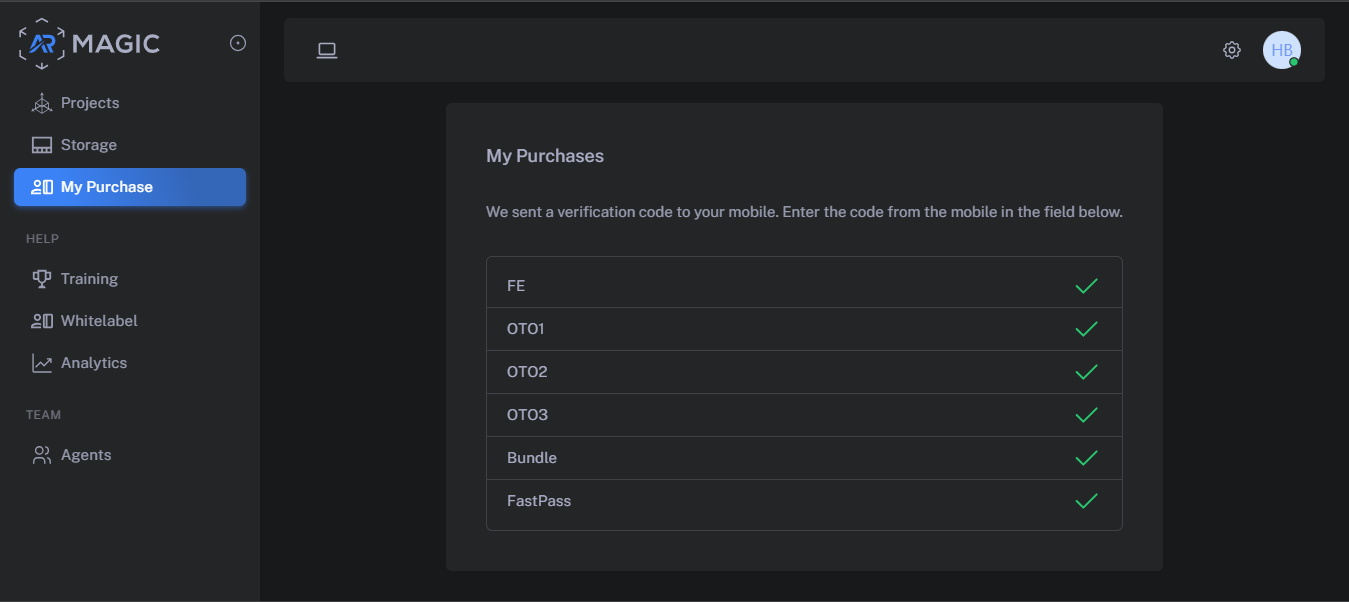 AR MAGIC
Projects
Storage
My Purchase
HELP
Training
Whitelabel
Analytics
TEAM
Agents
HB
My Purchases
We sent a verification code to your mobile. Enter the code from the mobile in the field below.
FE
OTO1
OTO2
OTO3
Bundle
FastPass